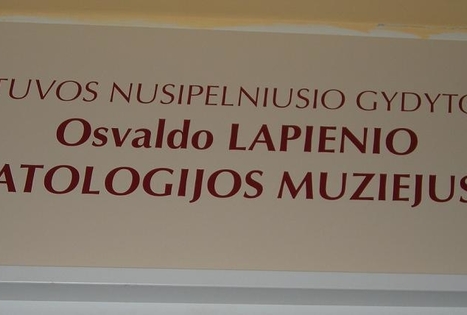 TUVOS NUSIPELNIUSIO GYDYTO
Osvaldo LAPIENIO
ATOLOGIJOS MUZIEJUS